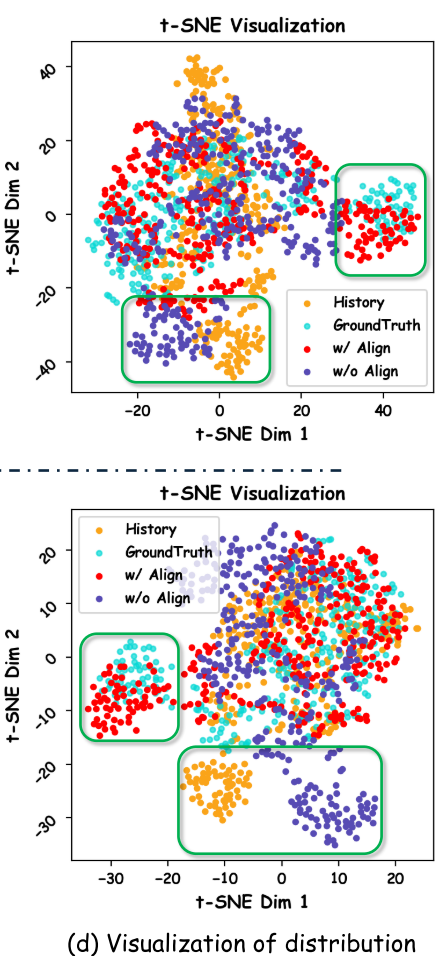 t-SNE Visualization
t-SNE Dim 2
40
20
0
−20
−40
History
GroundTruth
w/ Align
w/o Align
−20 0 20 40
t-SNE Dim 1
t-SNE Visualization
t-SNE Dim 2
20
10
0
−10
−20
−30
History
GroundTruth
w/ Align
w/o Align
−30 −20 −10 0 10 20
t-SNE Dim 1
(d) Visualization of distribution